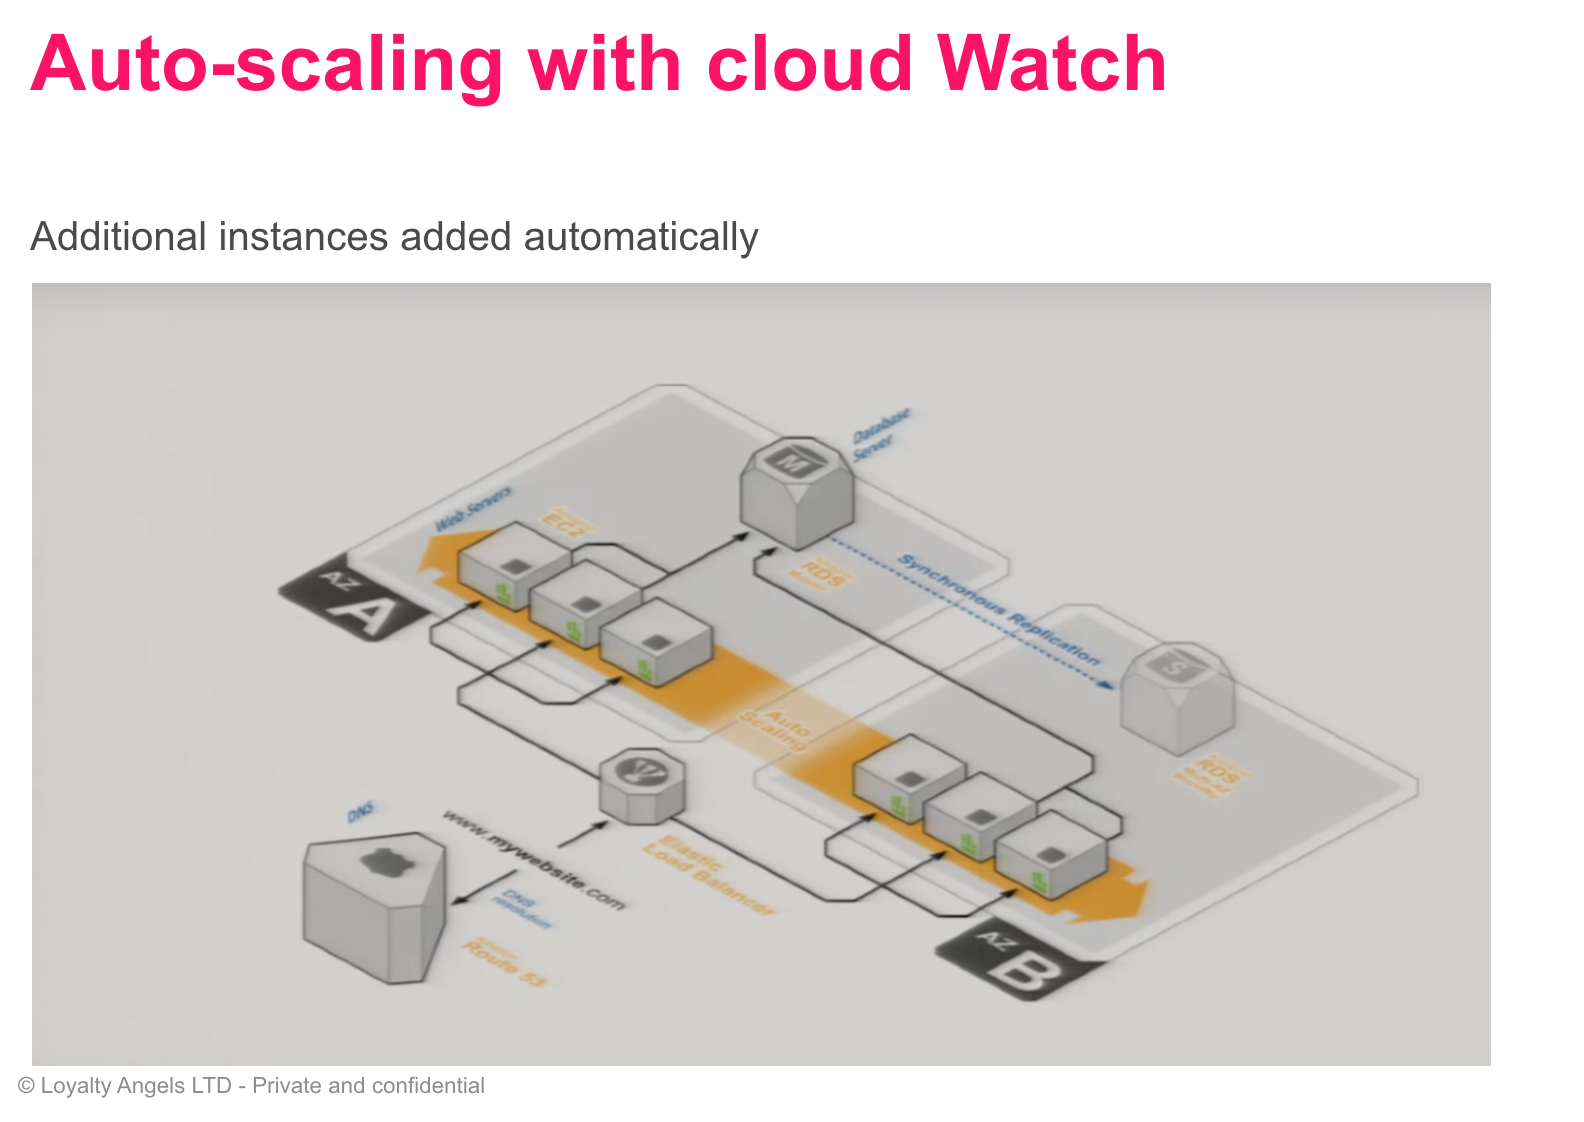 Auto-scaling with cloud Watch
Additional instances added automatically
Database
Server
M
Web Servers
EC2
AZ
A
RDS
Synchronous Replication
S
Auto
Scaling
RDS
DNS
www.mywebsite.com
Elastic
Load Balancer
DNS
resolution
Amazon
Route 53
AZ
B
© Loyalty Angels LTD - Private and confidential